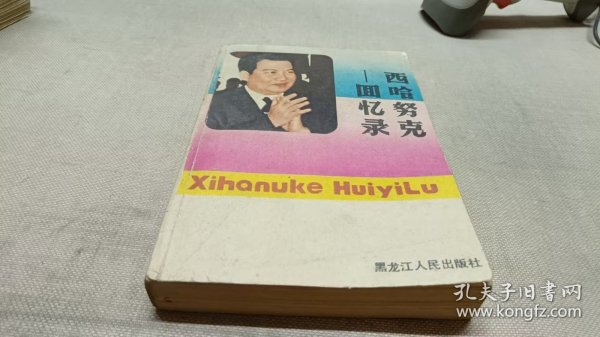 西哈努克
—回忆录
Xihanuke HuiyiLu
黑龙江人民出版社
孔夫子旧书网
www.kongfz.com